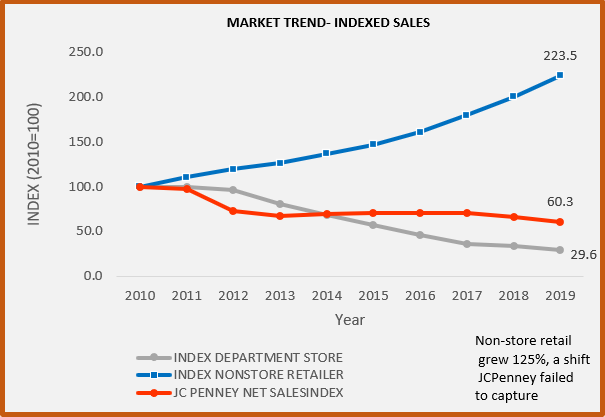 MARKET TREND- INDEXED SALES
250.0
200.0
150.0
100.0
50.0
0.0
INDEX (2010=100)
223.5
60.3
29.6
2010 2011 2012 2013 2014 2015 2016 2017 2018 2019
Year
INDEX DEPARTMENT STORE
INDEX NONSTORE RETAILER
JC PENNEY NET SALESINDEX
Non-store retail
grew 125%, a shift
JCPenney failed
to capture